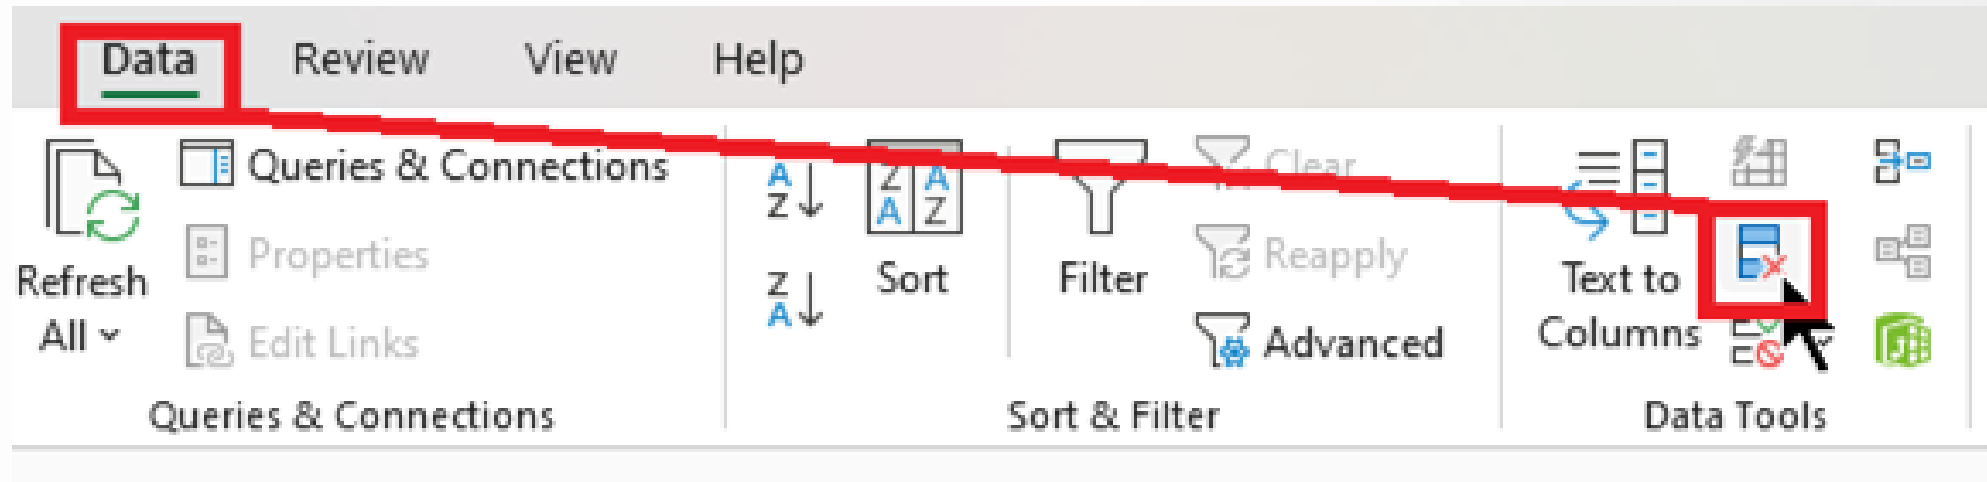 Data Review View Help
Queries & Connections
Clear
Properties
Reapply
Refresh
All
Sort
Filter
Text to
Columns
Edit Links
Advanced
Queries & Connections
Sort & Filter
Data Tools